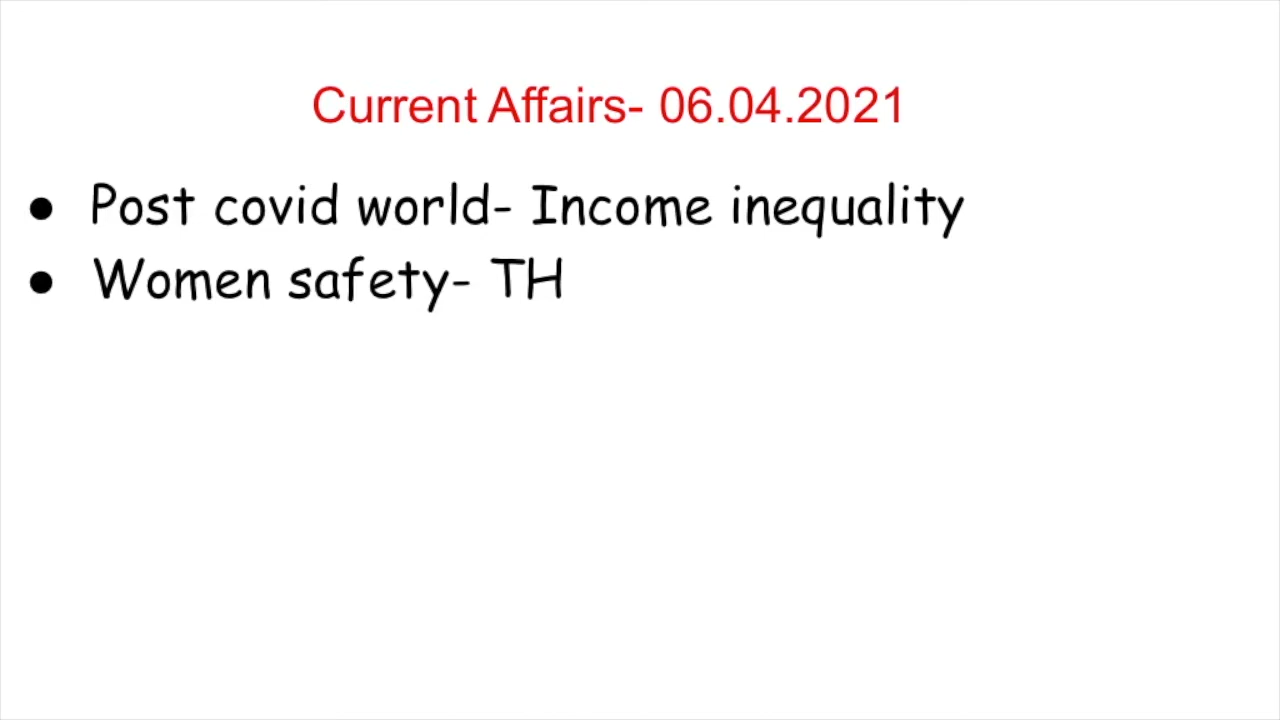 Current Affairs- 06.04.2021
● Post covid world- Income inequality
● Women safety- TH